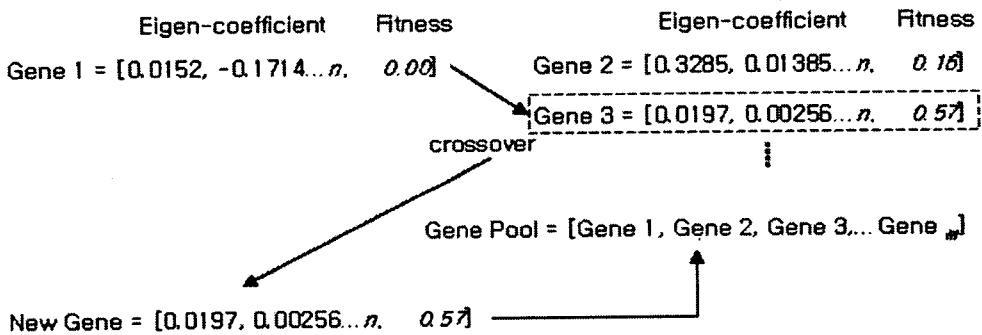 Eigen-coefficient Fitness Eigen-coefficient Fitness
Gene 1 = [0.0152, -0.1714...n, 0.00] Gene 2 = [0.3285, 0.01385...n, 0.16]
Gene 3 = [0.0197, 0.00256...n, 0.57]
crossover
Gene Pool = [Gene 1, Gene 2, Gene 3,... Gene m]
New Gene = [0.0197, 0.00256...n, 0.57]